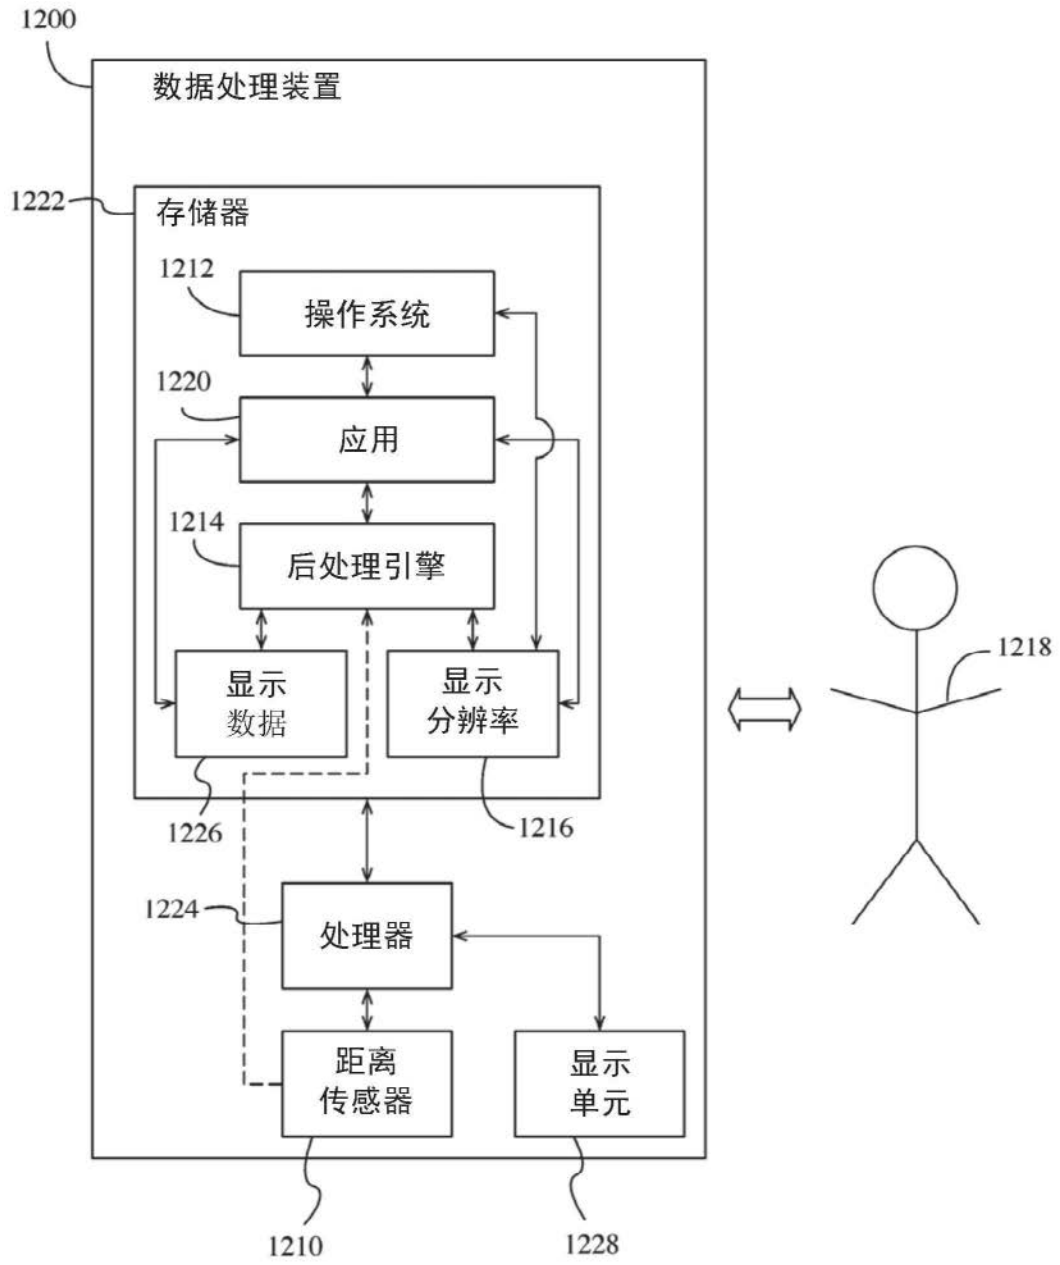 1200
数据处理装置
1222
存储器
1212
操作系统
1220
应用
1214
后处理引擎
显示
数据
显示
分辨率
1218
1226
1216
1224
处理器
距离
传感器
显示
单元
1210
1228